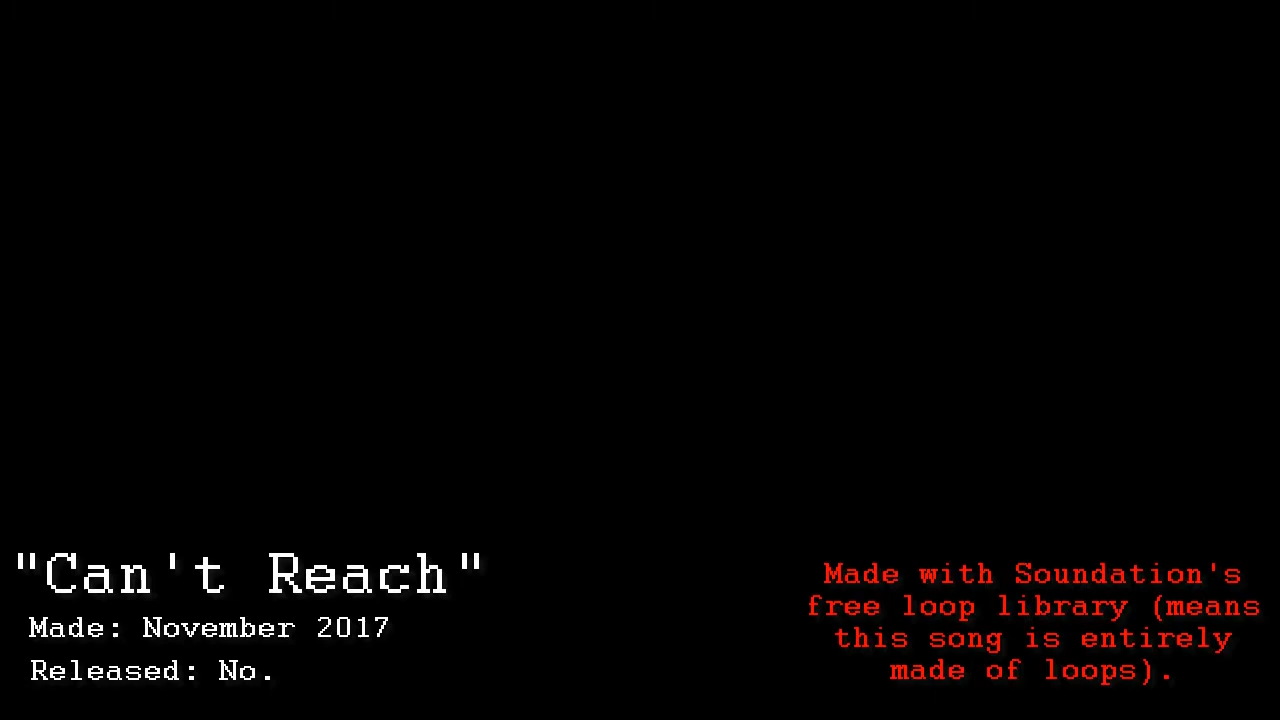 "Can't Reach"
Made: November 2017
Released: No.
Made with Soundation's
free loop library (means
this song is entirely
made of loops).